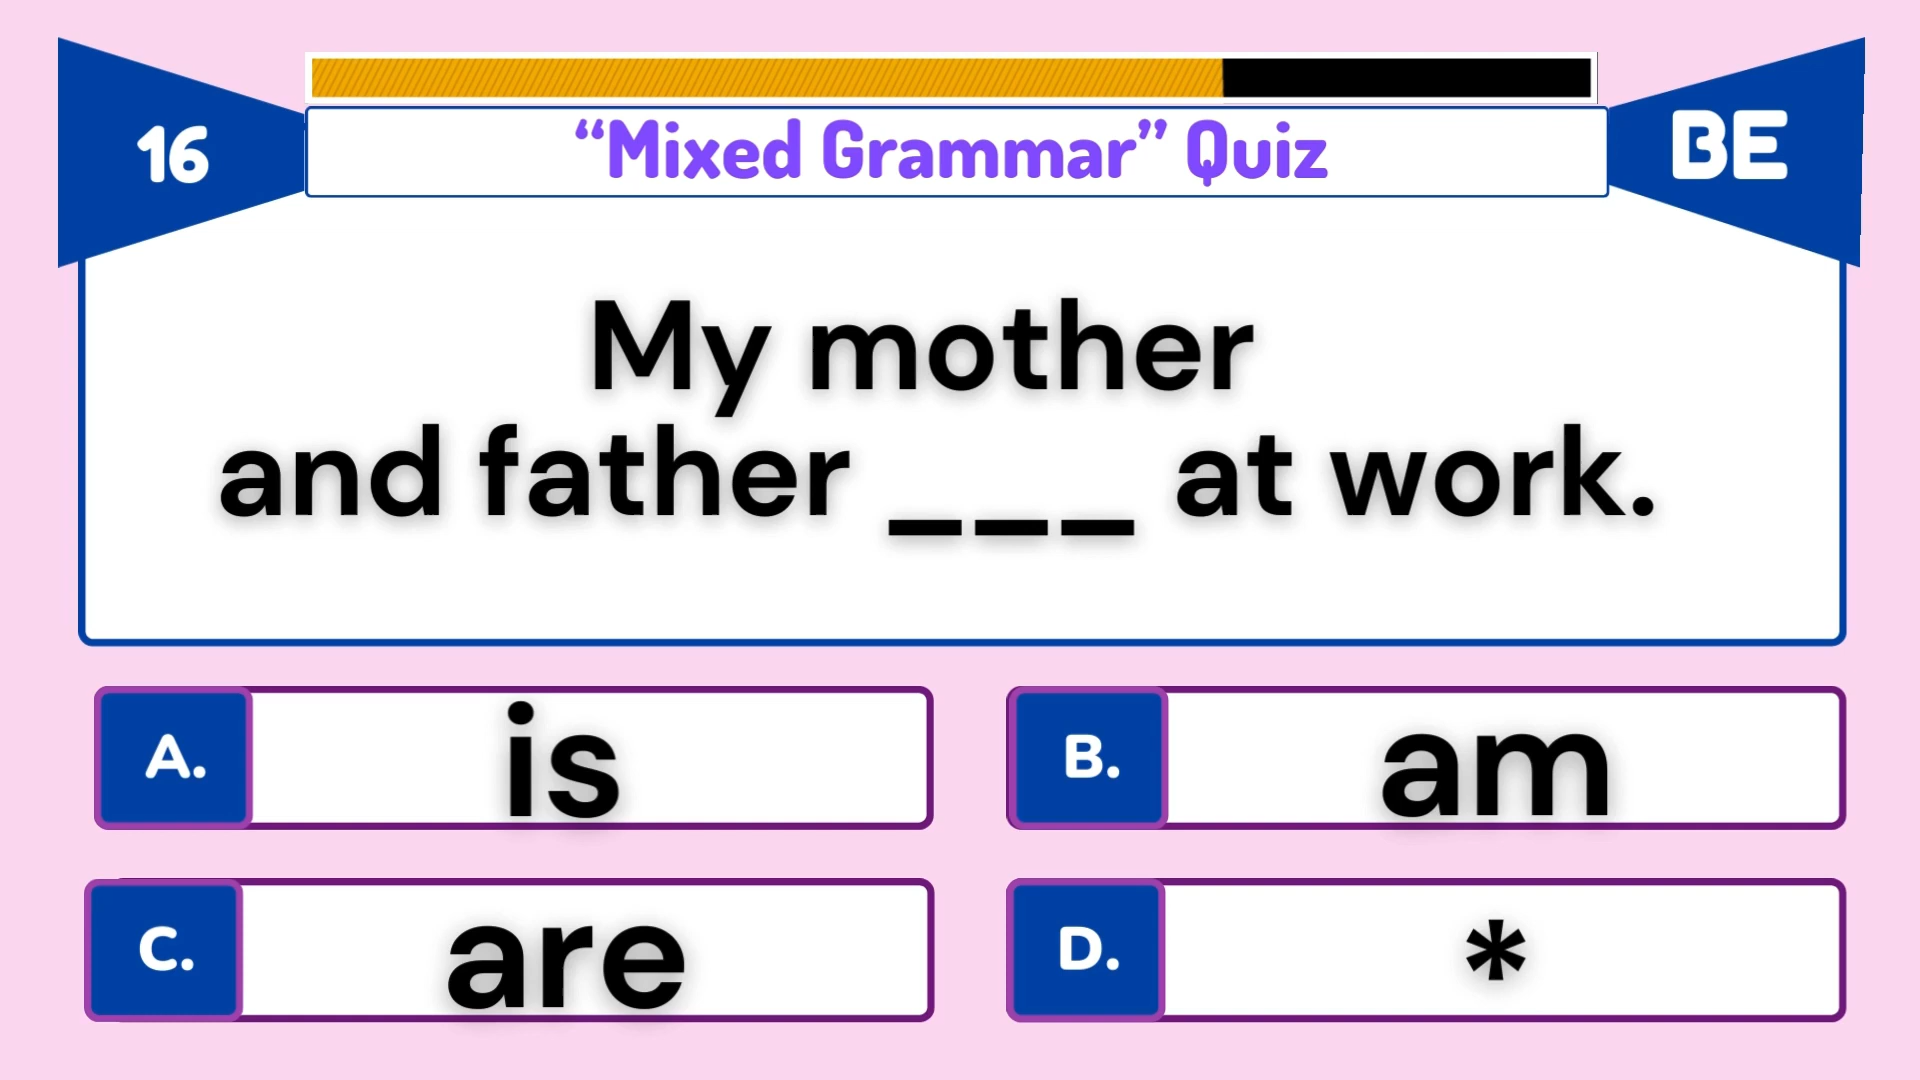 16
“Mixed Grammar” Quiz
BE
My mother
and father ___ at work.
A. is
B. am
C. are
D. *